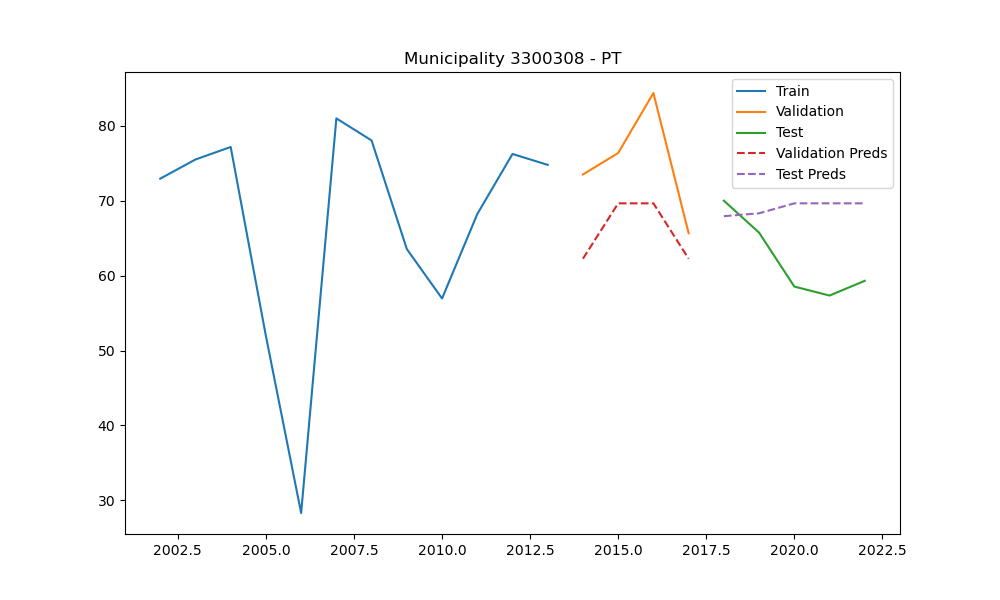 Municipality 3300308 - PT
Train
Validation
Test
Validation Preds
Test Preds
80
70
60
50
40
30
2002.5 2005.0 2007.5 2010.0 2012.5 2015.0 2017.5 2020.0 2022.5